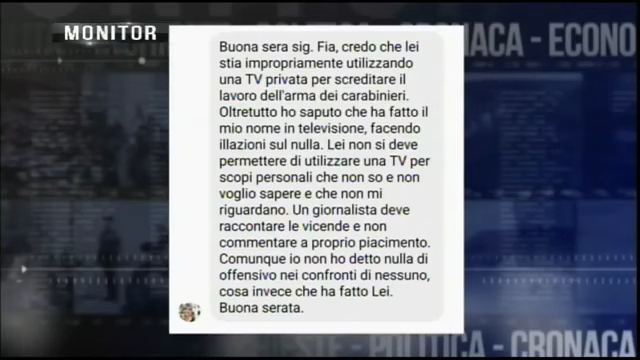 MONITOR
CRONACA - ECONO
Buona sera sig. Fia, credo che lei
stia impropriamente utilizzando
una TV privata per screditare il
lavoro dell'arma dei carabinieri.
Oltretutto ho saputo che ha fatto il
mio nome in televisione, facendo
illazioni sul nulla. Lei non si deve
permettere di utilizzare una TV per
scopi personali che non so e non
voglio sapere e che non mi
riguardano. Un giornalista deve
raccontare le vicende e non
commentare a proprio piacimento.
Comunque io non ho detto nulla di
offensivo nei confronti di nessuno,
cosa invece che ha fatto Lei.
Buona serata.
POLITICA - CRONACA